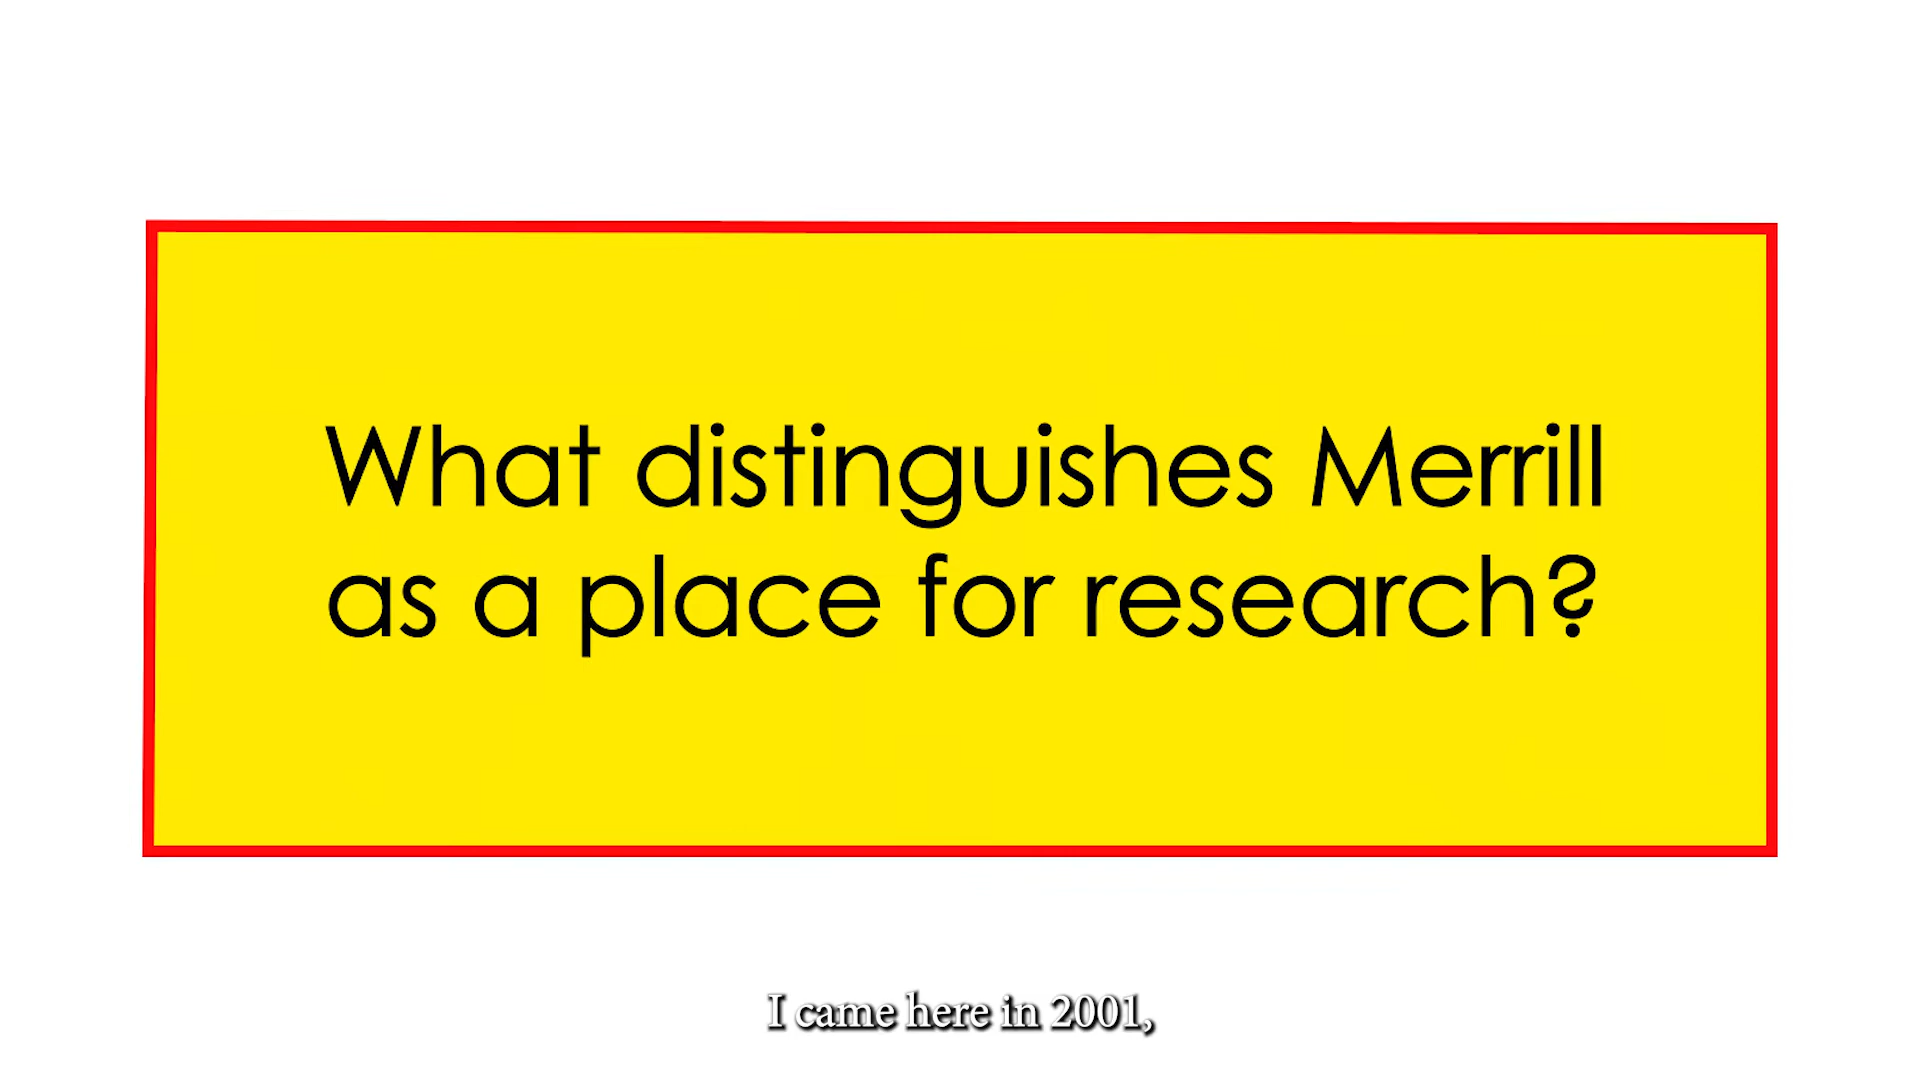 What distinguishes Merrill
as a place for research?
I came here in 2001,